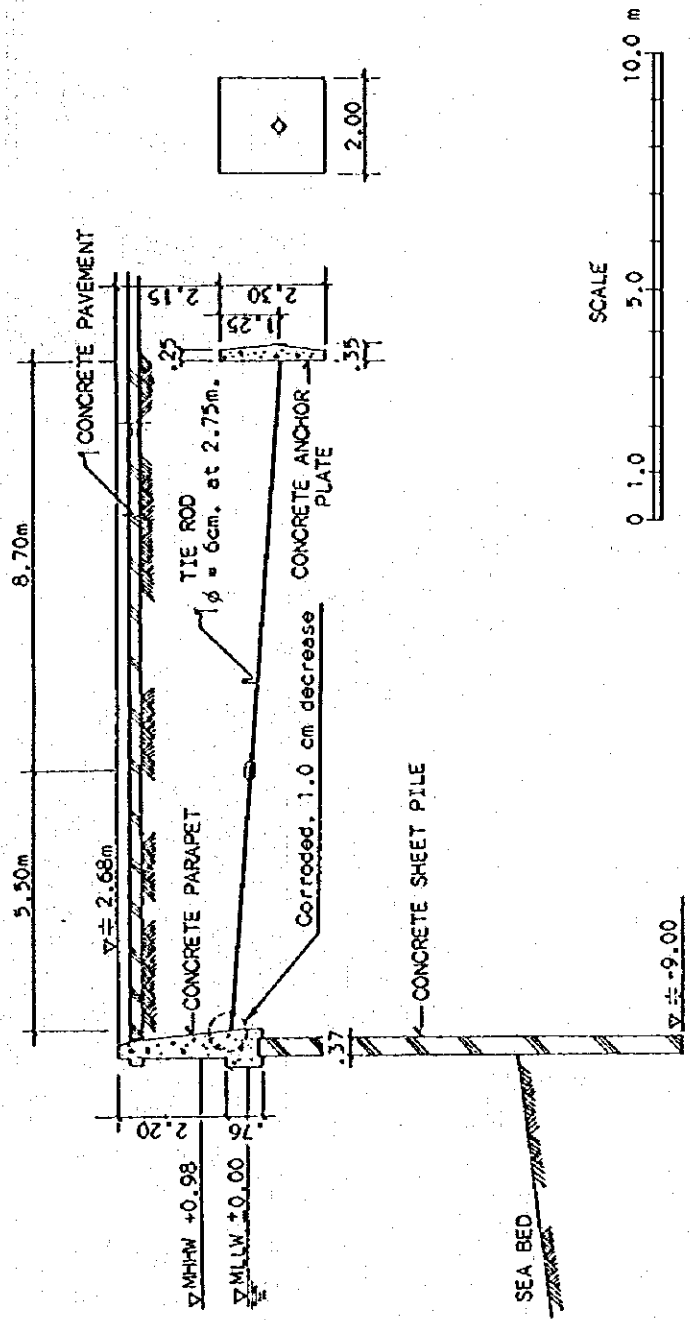 5.50m
8.70m
▽≑ 2.68m
CONCRETE PAVEMENT
CONCRETE PARAPET
TIE ROD
ø = 6cm. at 2.75m.
.25
2.15
1.25
2.30
.35
2.00
2.20
.76
▽MHHW +0.98
▽MLLW +0.00
Corroded, 1.0 cm decrease
CONCRETE ANCHOR
PLATE
.37
CONCRETE SHEET PILE
SEA BED
▽≑ -9.00
SCALE
0 1.0 5.0 10.0 m